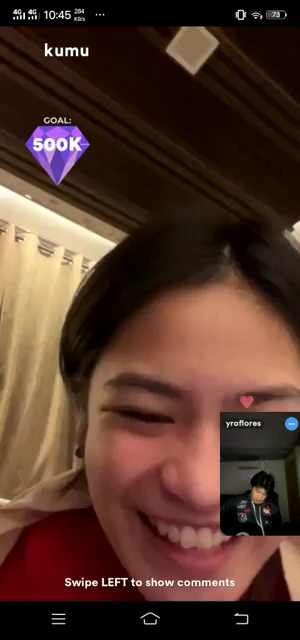 4G 4G 10:45 284 KB/s ... 73
kumu
GOAL:
500K
yroflores
Swipe LEFT to show comments